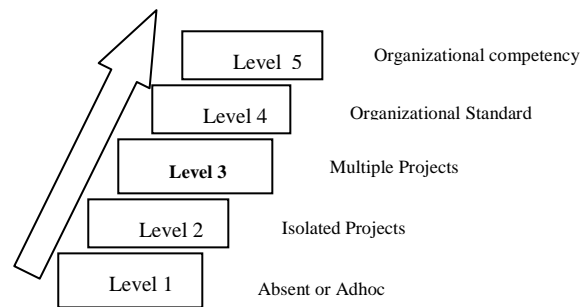 Level 5 Organizational competency
Level 4 Organizational Standard
Level 3 Multiple Projects
Level 2 Isolated Projects
Level 1 Absent or Adhoc